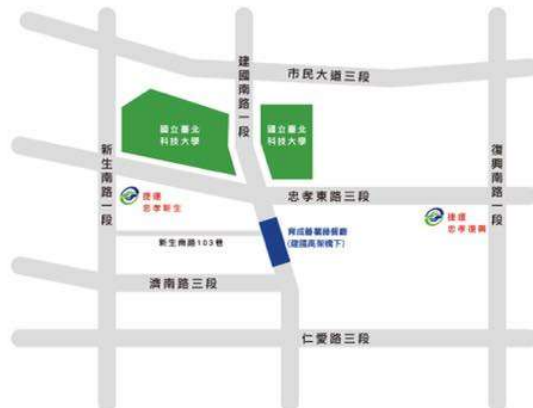 市民大道三段
建國南路一段
國立臺北
科技大學
國立臺北
科技大學
新生南路一段
復興南路一段
忠孝東路三段
捷運
忠孝新生
捷運
忠孝復興
新生南路103巷
(建國高架橋下)
濟南路三段
仁愛路三段